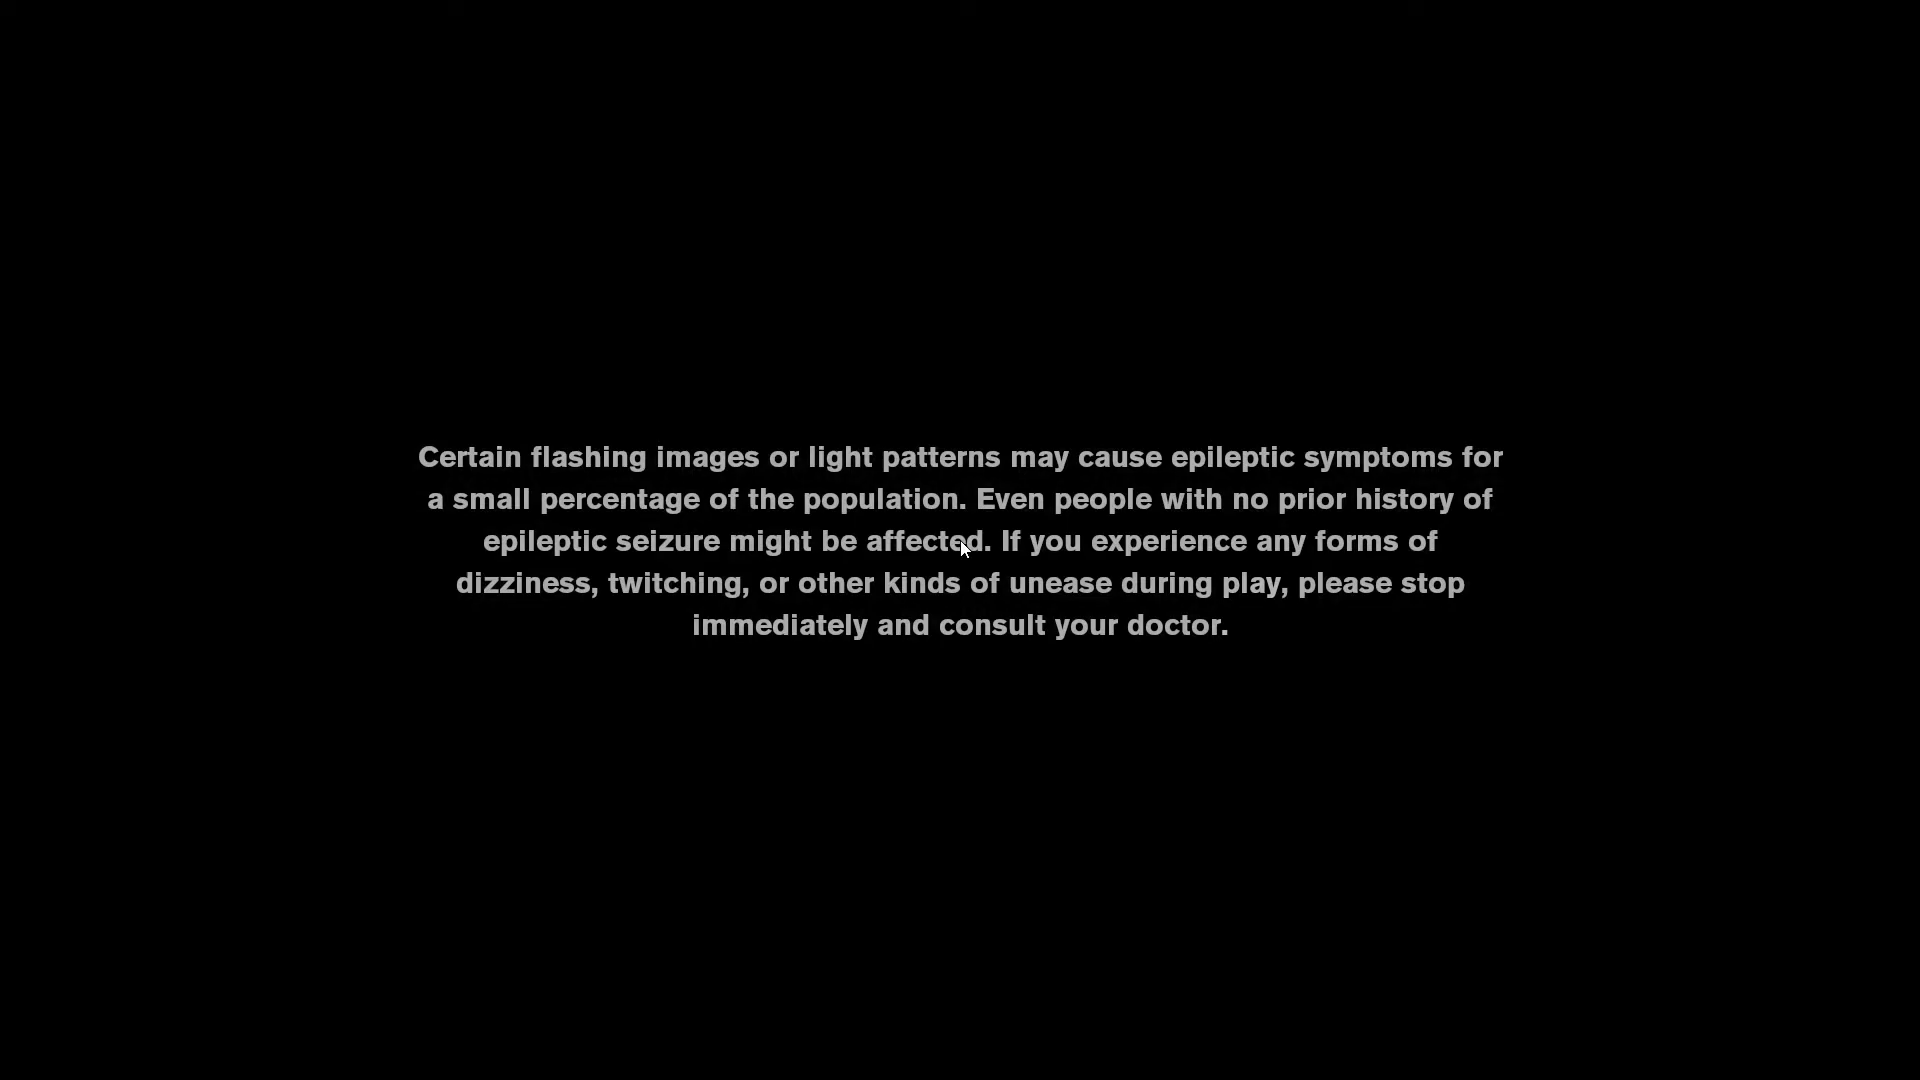 Certain flashing images or light patterns may cause epileptic symptoms for
a small percentage of the population. Even people with no prior history of
epileptic seizure might be affected. If you experience any forms of
dizziness, twitching, or other kinds of unease during play, please stop
immediately and consult your doctor.